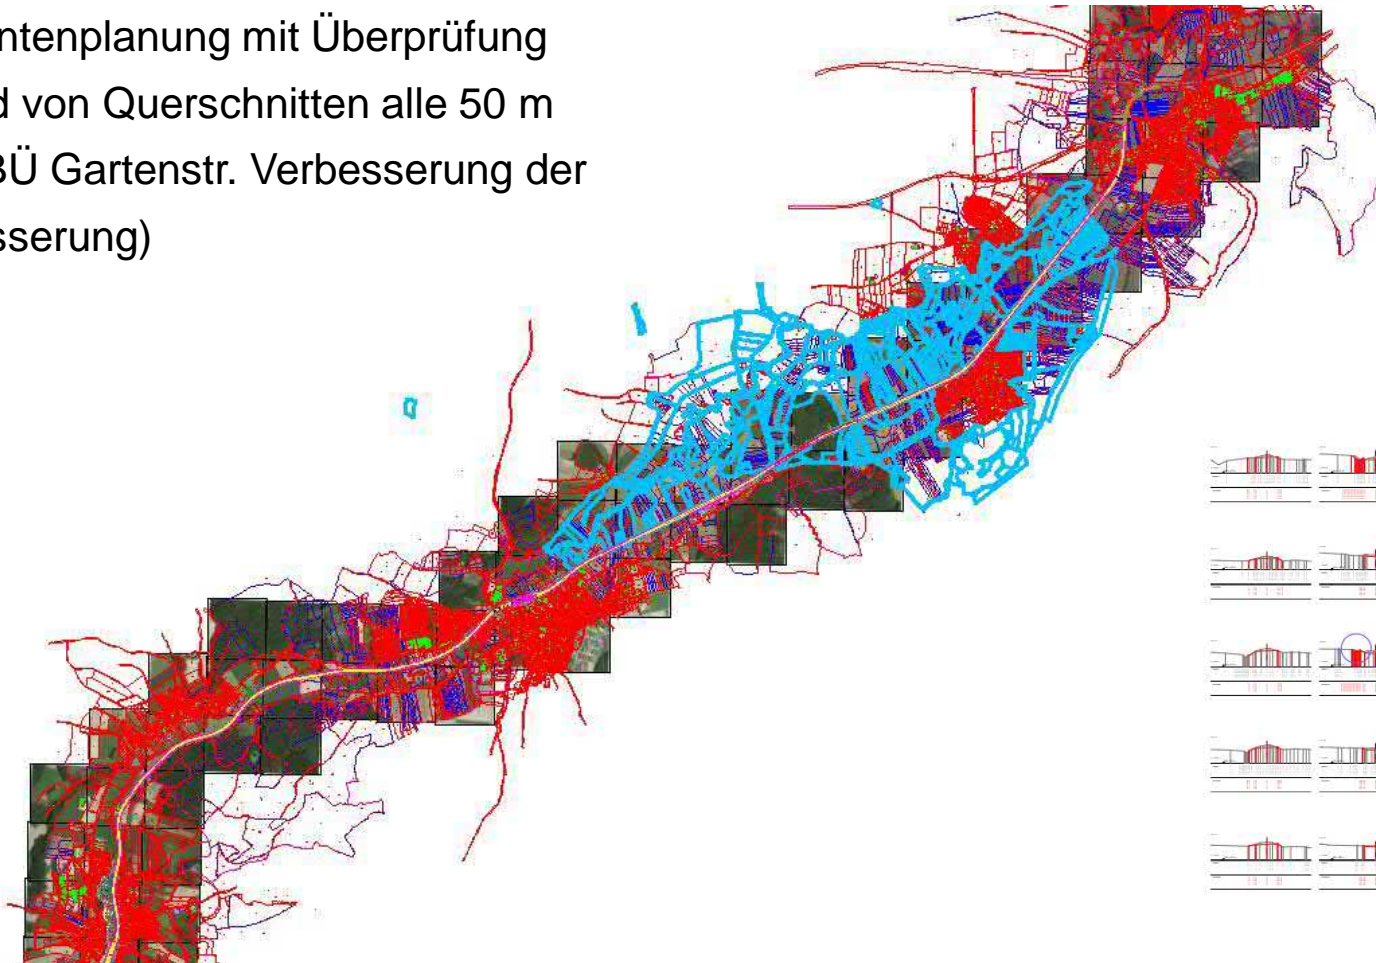 ntenplanung mit Überprüfung
d von Querschnitten alle 50 m
BÜ Gartenstr. Verbesserung der
sserung)